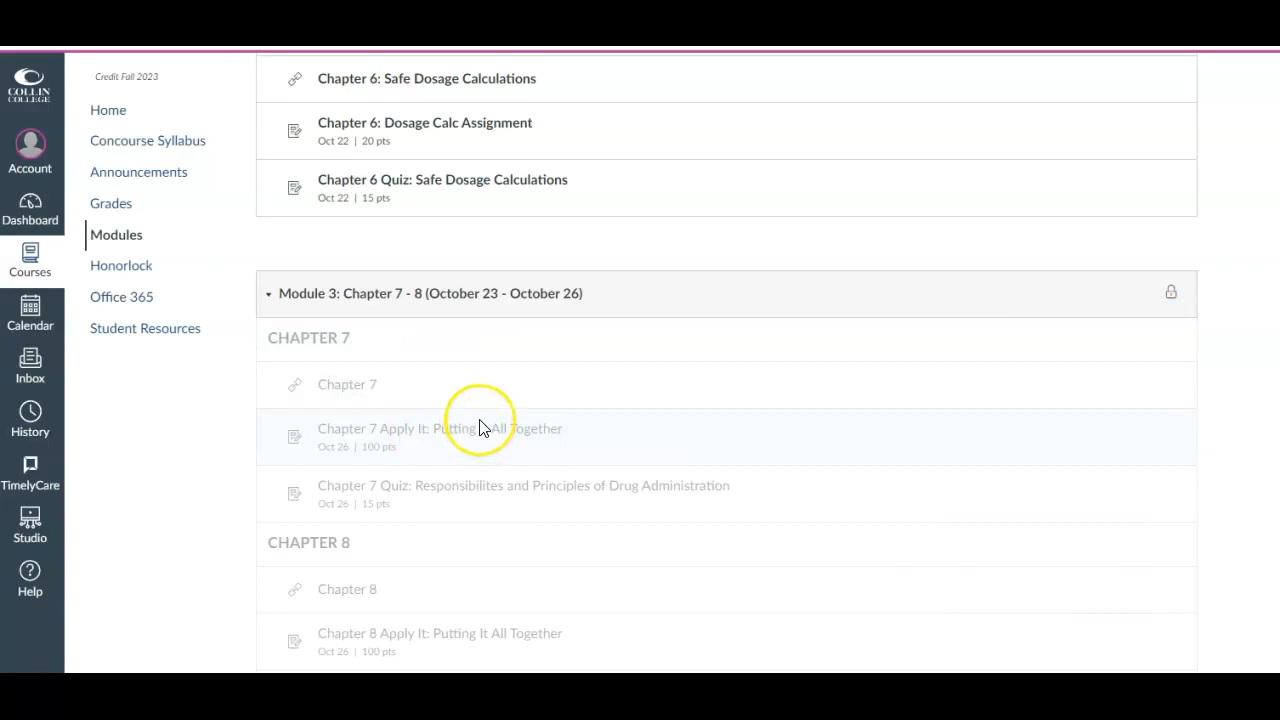 COLLIN
COLLEGE
Account
Dashboard
Courses
Calendar
Inbox
History
TimelyCare
Studio
Help
Credit Fall 2023
Home
Concourse Syllabus
Announcements
Grades
Modules
Honorlock
Office 365
Student Resources
Chapter 6: Safe Dosage Calculations
Chapter 6: Dosage Calc Assignment
Oct 22 | 20 pts
Chapter 6 Quiz: Safe Dosage Calculations
Oct 22 | 15 pts
Module 3: Chapter 7 - 8 (October 23 - October 26)
CHAPTER 7
Chapter 7
Chapter 7 Apply It: Putting It All Together
Oct 26 | 100 pts
Chapter 7 Quiz: Responsibilites and Principles of Drug Administration
Oct 26 | 15 pts
CHAPTER 8
Chapter 8
Chapter 8 Apply It: Putting It All Together
Oct 26 | 100 pts